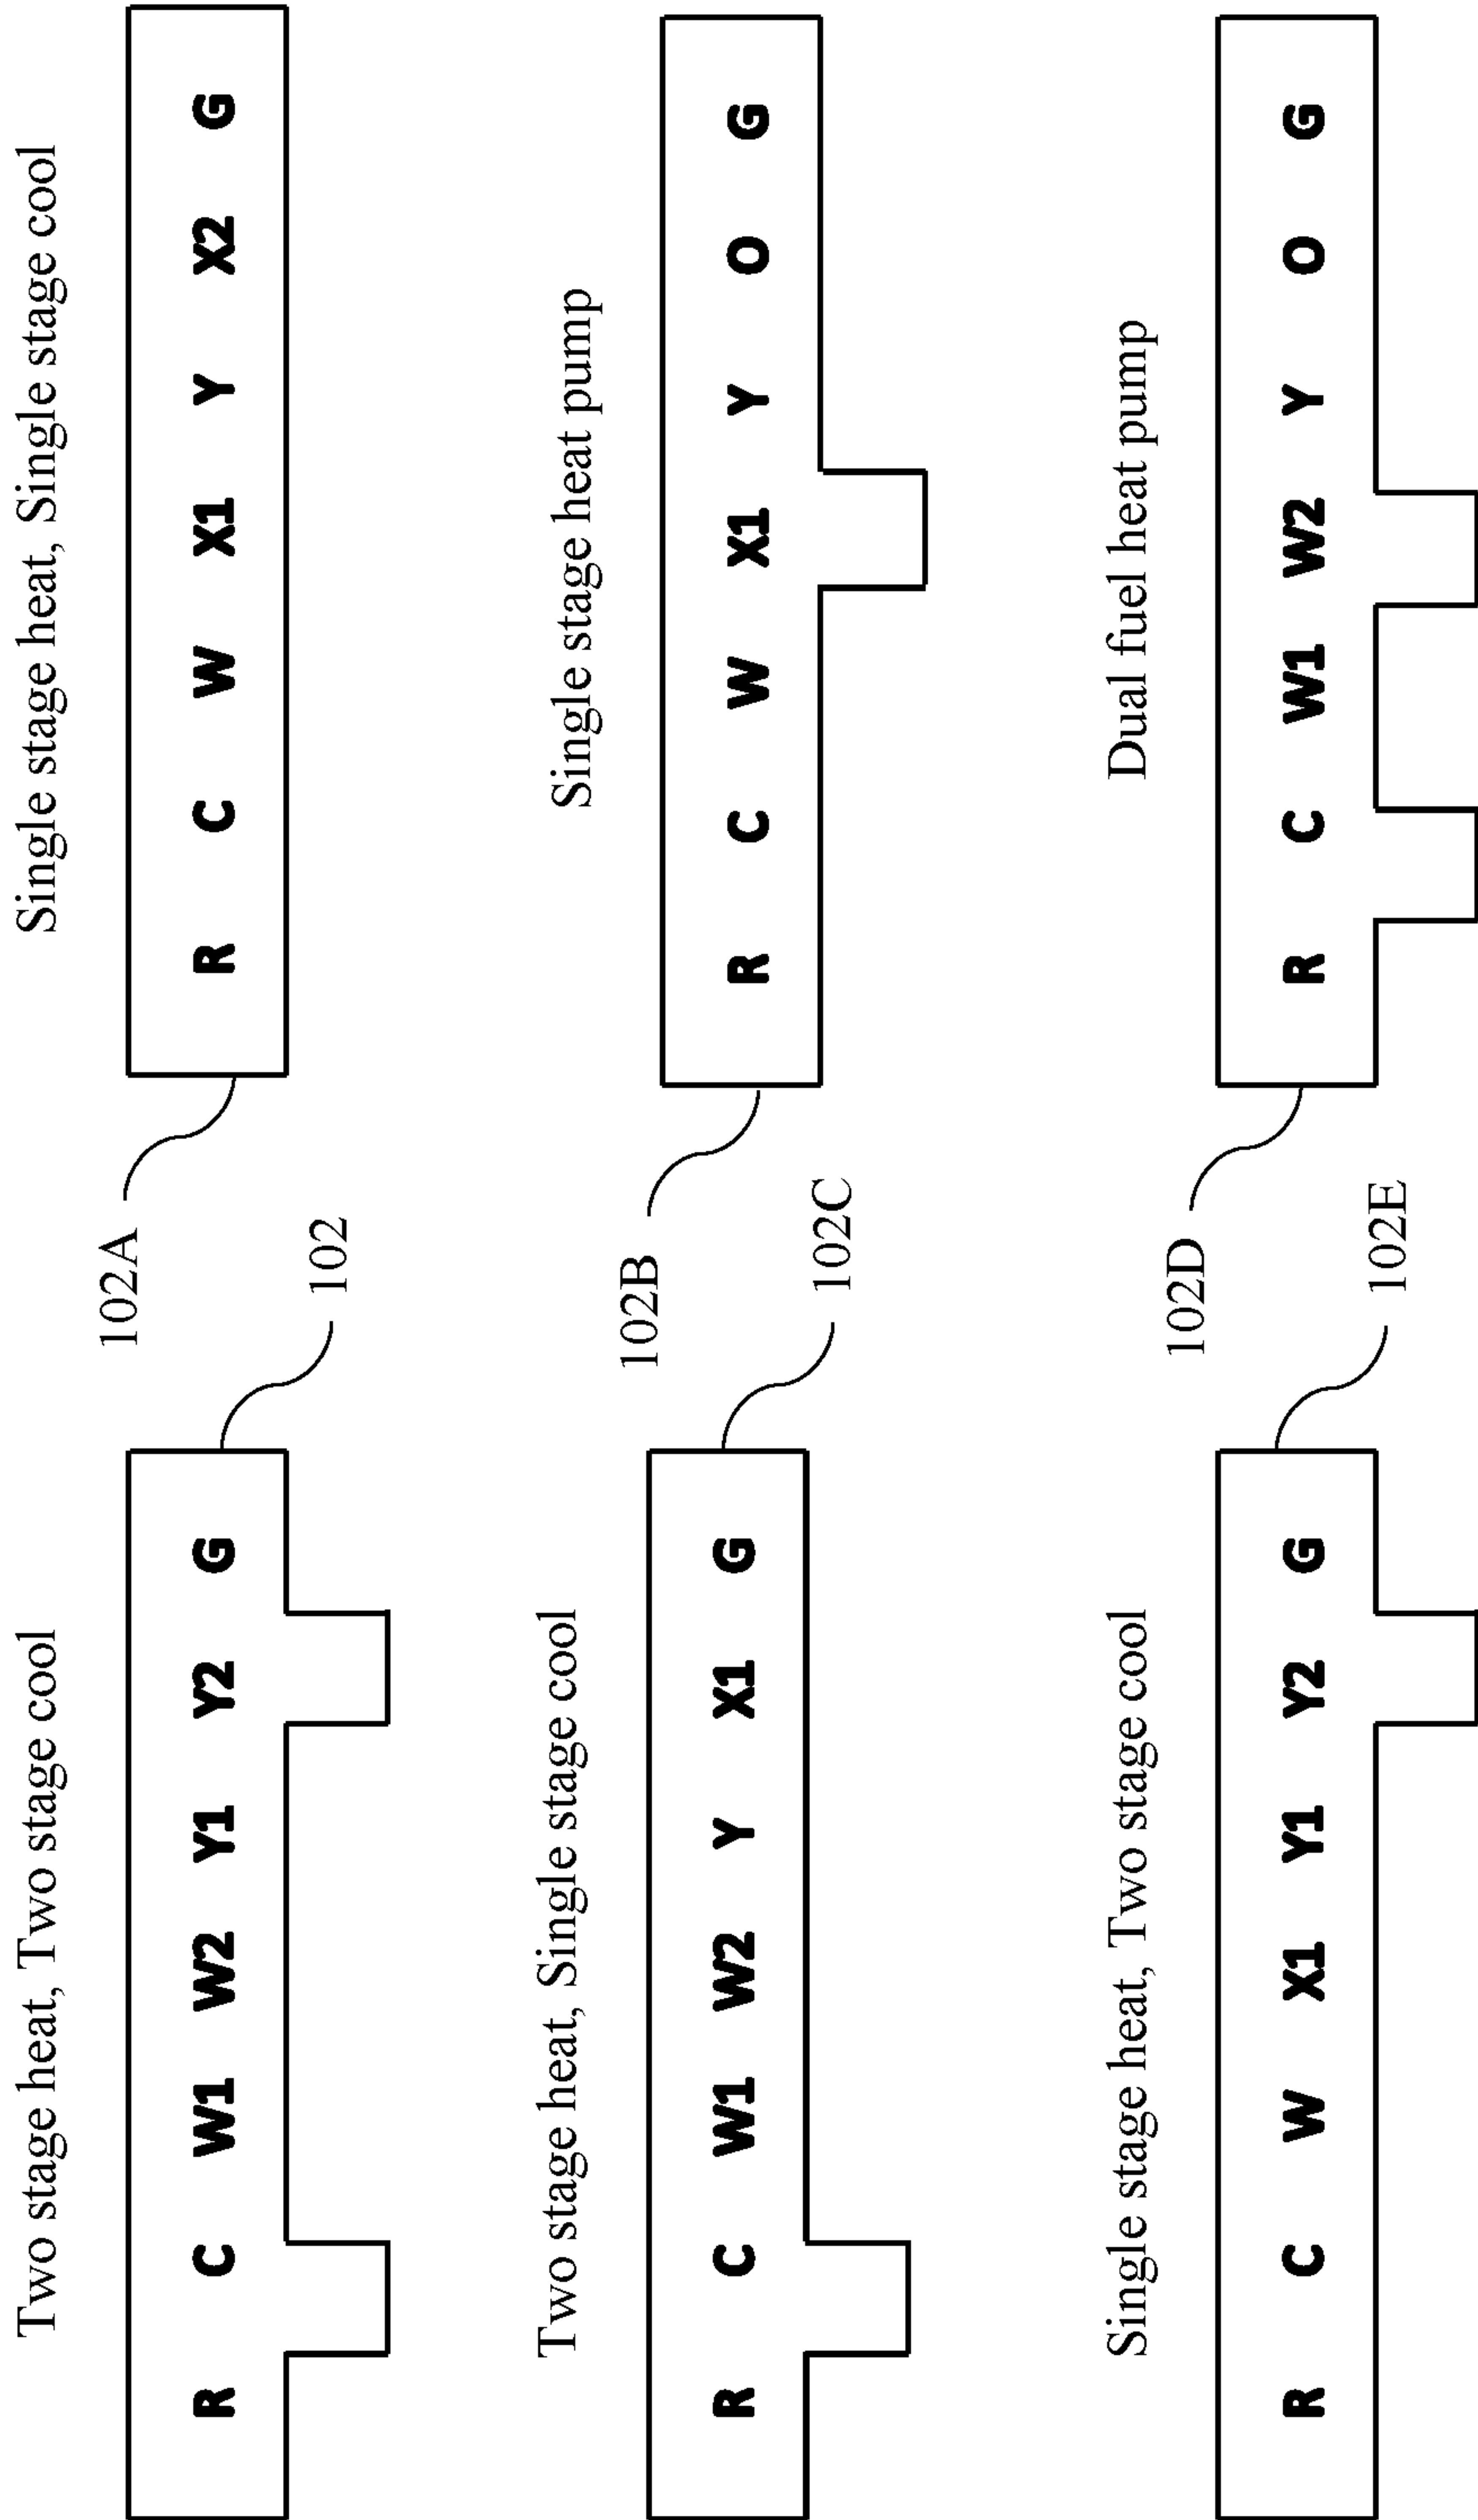 Two stage heat, Two stage cool
R C W1 W2 Y1 Y2 G
102
Single stage heat, Single stage cool
R C W X1 Y X2 G
102A
Two stage heat, Single stage cool
R C W1 W2 Y X1 G
102C
Single stage heat pump
R C W X1 Y O G
102B
Single stage heat, Two stage cool
R C W X1 Y1 Y2 G
102E
Dual fuel heat pump
R C W1 W2 Y O G
102D